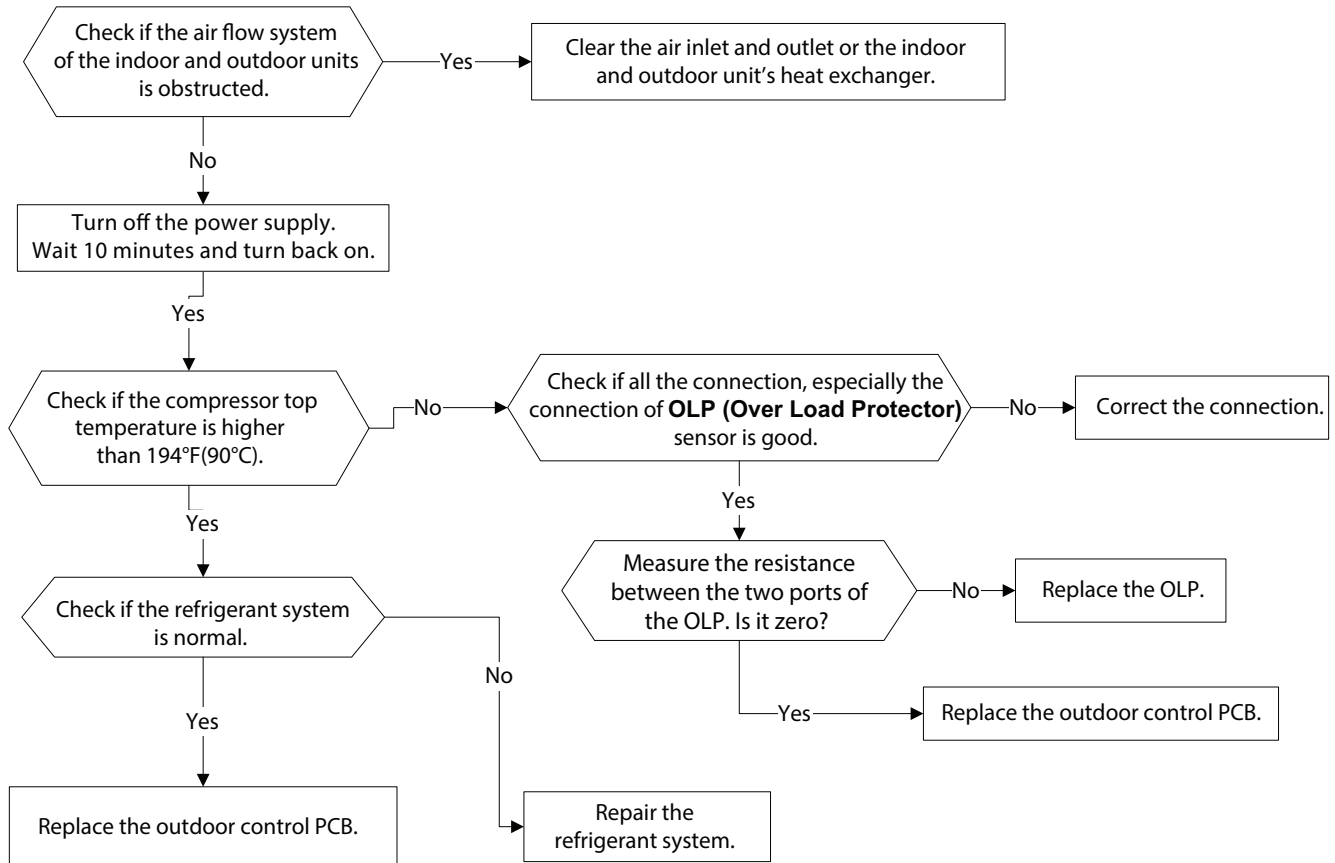 Check if the air flow system
of the indoor and outdoor units
is obstructed.
Yes
Clear the air inlet and outlet or the indoor
and outdoor unit's heat exchanger.
No
Turn off the power supply.
Wait 10 minutes and turn back on.
Yes
Check if the compressor top
temperature is higher
than 194°F(90°C).
No
Check if all the connection, especially the
connection of OLP (Over Load Protector)
sensor is good.
No
Correct the connection.
Yes
Yes
Measure the resistance
between the two ports of
the OLP. Is it zero?
No
Replace the OLP.
Check if the refrigerant system
is normal.
No
Yes
Replace the outdoor control PCB.
Yes
Replace the outdoor control PCB.
Repair the
refrigerant system.